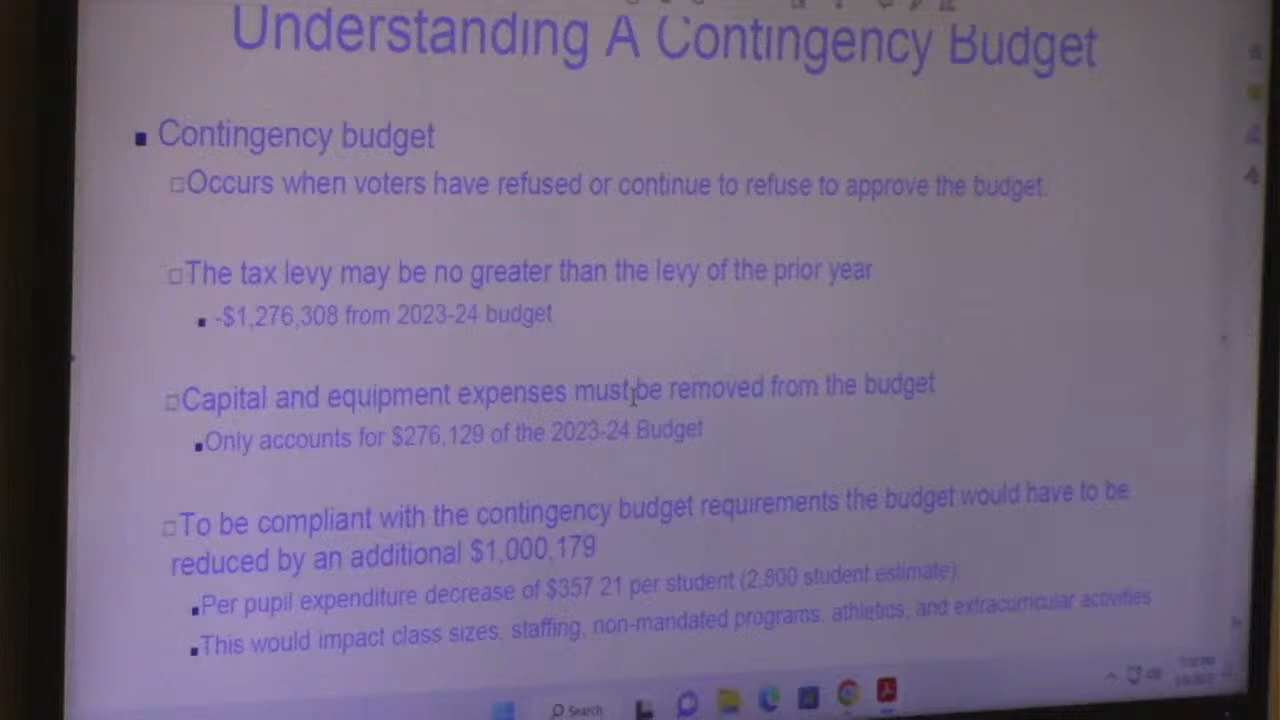 Understanding A Contingency Budget
Contingency budget
Occurs when voters have refused or continue to refuse to approve the budget.
The tax levy may be no greater than the levy of the prior year
-$1,276,308 from 2023-24 budget
Capital and equipment expenses must be removed from the budget
Only accounts for $276,129 of the 2023-24 Budget
To be compliant with the contingency budget requirements the budget would have to be
reduced by an additional $1,000,179
Per pupil expenditure decrease of $357.21 per student (2,800 student estimate)
This would impact class sizes, staffing, non-mandated programs, athletics, and extracurricular activities
Search